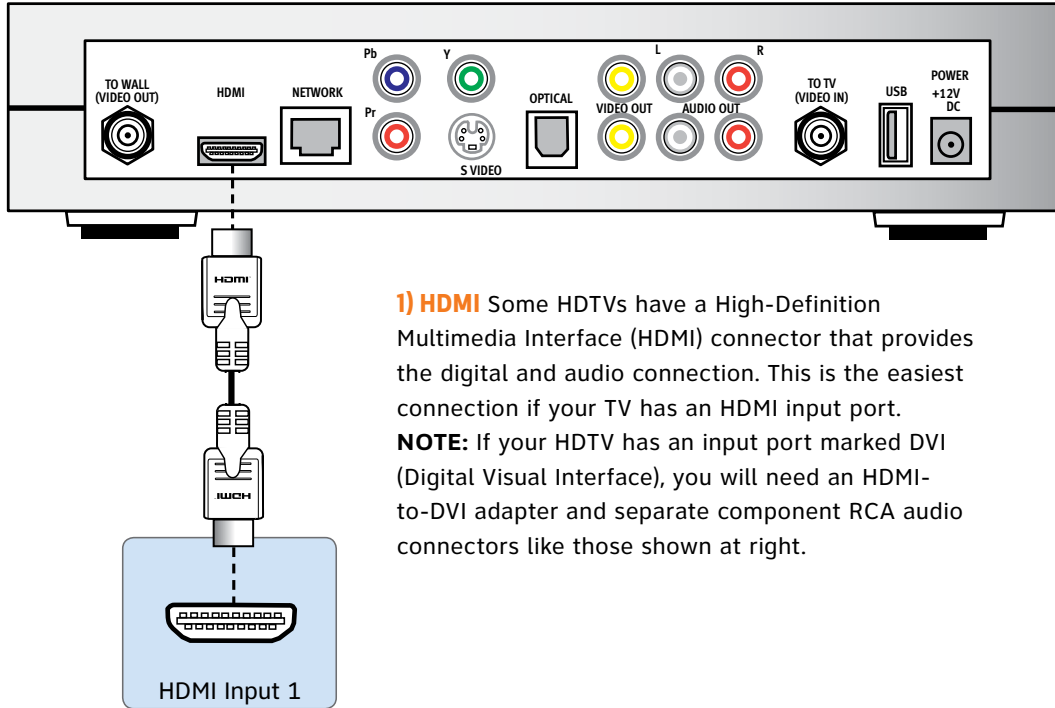 TO WALL
(VIDEO OUT)
HDMI
NETWORK
Pb
Y
Pr
S VIDEO
OPTICAL
L
R
VIDEO OUT
AUDIO OUT
TO TV
(VIDEO IN)
USB
POWER
+12V
DC
HDMI
HDMI
1) HDMI Some HDTVs have a High-Definition
Multimedia Interface (HDMI) connector that provides
the digital and audio connection. This is the easiest
connection if your TV has an HDMI input port.
NOTE: If your HDTV has an input port marked DVI
(Digital Visual Interface), you will need an HDMI-
to-DVI adapter and separate component RCA audio
connectors like those shown at right.
HDMI Input 1